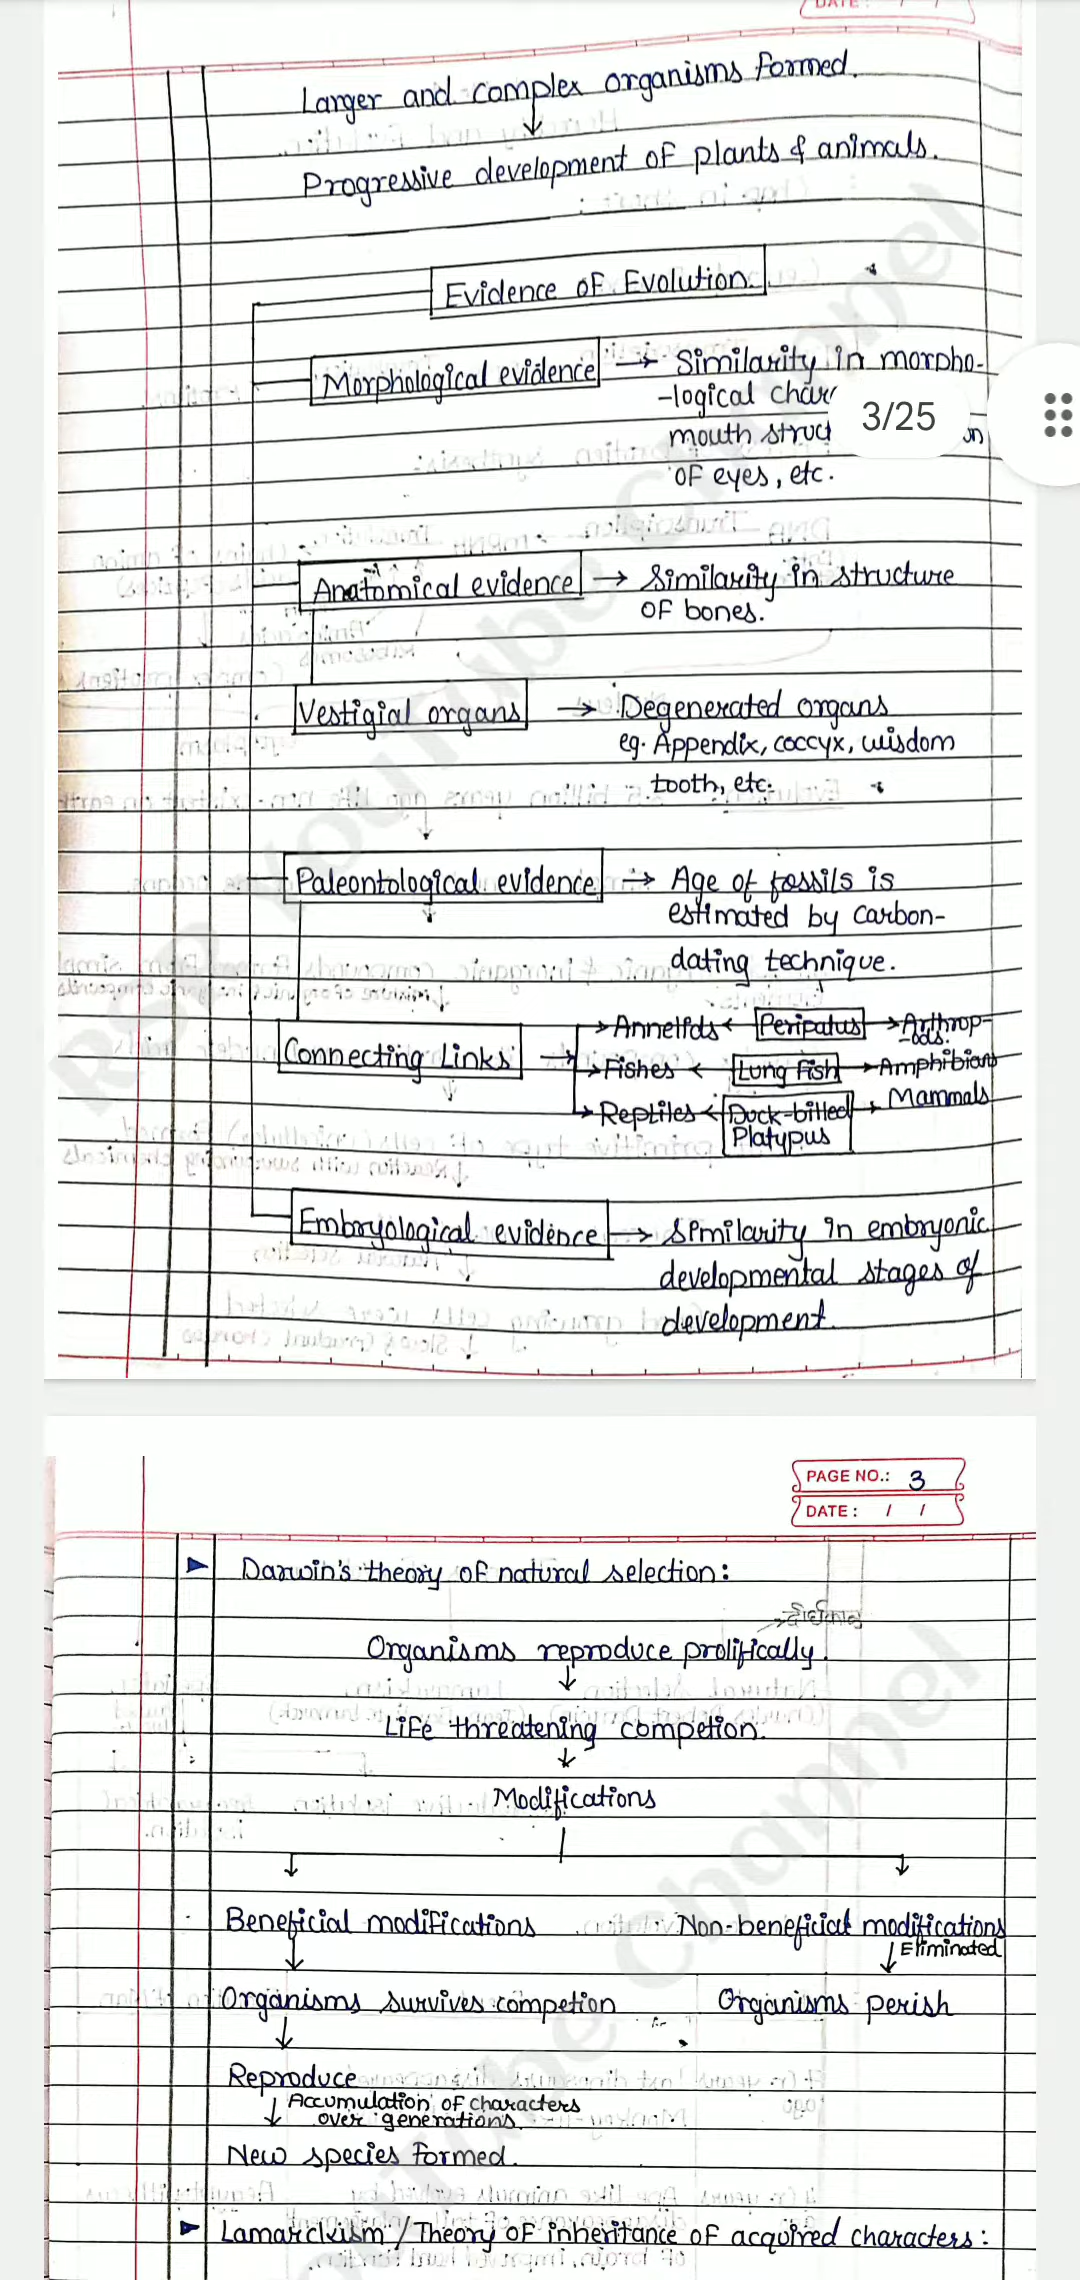 DATE: / /
Larger and complex organisms formed.
Progressive development of plants & animals.
Evidence of Evolution.
Morphological evidence → Similarity in morpho-
-logical char
mouth struct
of eyes, etc.
3/25
Anatomical evidence → Similarity in structure
of bones.
Vestigial organs → Degenerated organs
eg. Appendix, coccyx, wisdom
tooth, etc.
Paleontological evidence → Age of fossils is
estimated by carbon-
dating technique.
Connecting Links → Annelids ← Peripatus → Arthrop-
-ods.
Fishes ← Lung Fish → Amphibians
Reptiles ← Duck-billed → Mammals
Platypus
Embryological evidence → Similarity in embryonic
developmental stages of
development.
RSP YouTube Channel
PAGE NO.: 3
DATE: / /
Darwin's theory of natural selection:
Organisms reproduce prolifically.
Life threatening competion.
Modifications
Beneficial modifications Non-beneficial modifications
Eliminated
Organisms survives competion Organisms perish
Reproduce
Accumulation of characters
over generations
New species formed.
Lamarckism / Theory of inheritance of acquired characters: